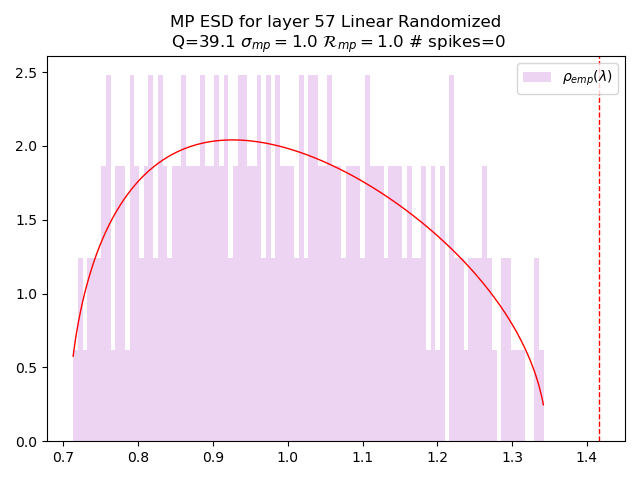 MP ESD for layer 57 Linear Randomized
Q=39.1 σmp = 1.0 ℛmp = 1.0 # spikes=0
ρemp(λ)
2.5
2.0
1.5
1.0
0.5
0.0
0.7 0.8 0.9 1.0 1.1 1.2 1.3 1.4